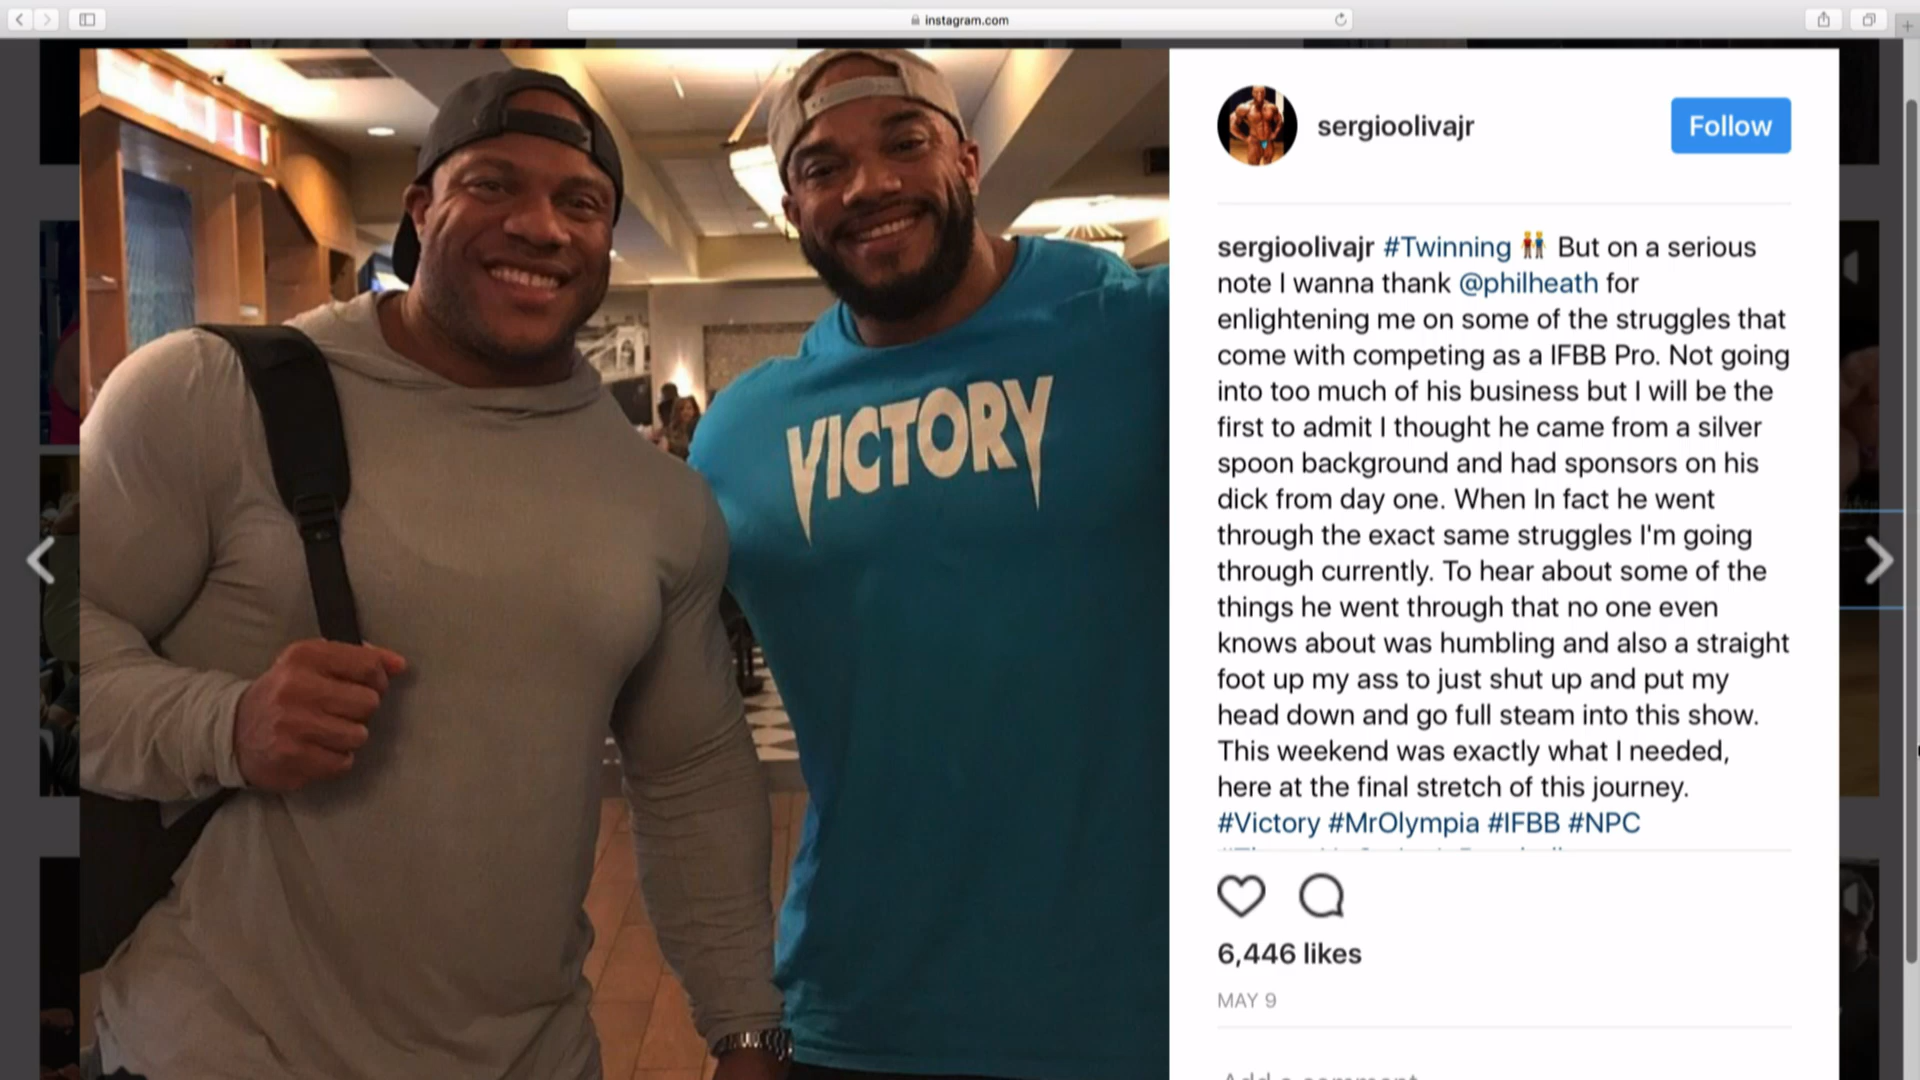 instagram.com
VICTORY
sergioolivajr
Follow
sergioolivajr #Twinning 👬 But on a serious
note I wanna thank @philheath for
enlightening me on some of the struggles that
come with competing as a IFBB Pro. Not going
into too much of his business but I will be the
first to admit I thought he came from a silver
spoon background and had sponsors on his
dick from day one. When In fact he went
through the exact same struggles I'm going
through currently. To hear about some of the
things he went through that no one even
knows about was humbling and also a straight
foot up my ass to just shut up and put my
head down and go full steam into this show.
This weekend was exactly what I needed,
here at the final stretch of this journey.
#Victory #MrOlympia #IFBB #NPC
6,446 likes
MAY 9
Add a comment